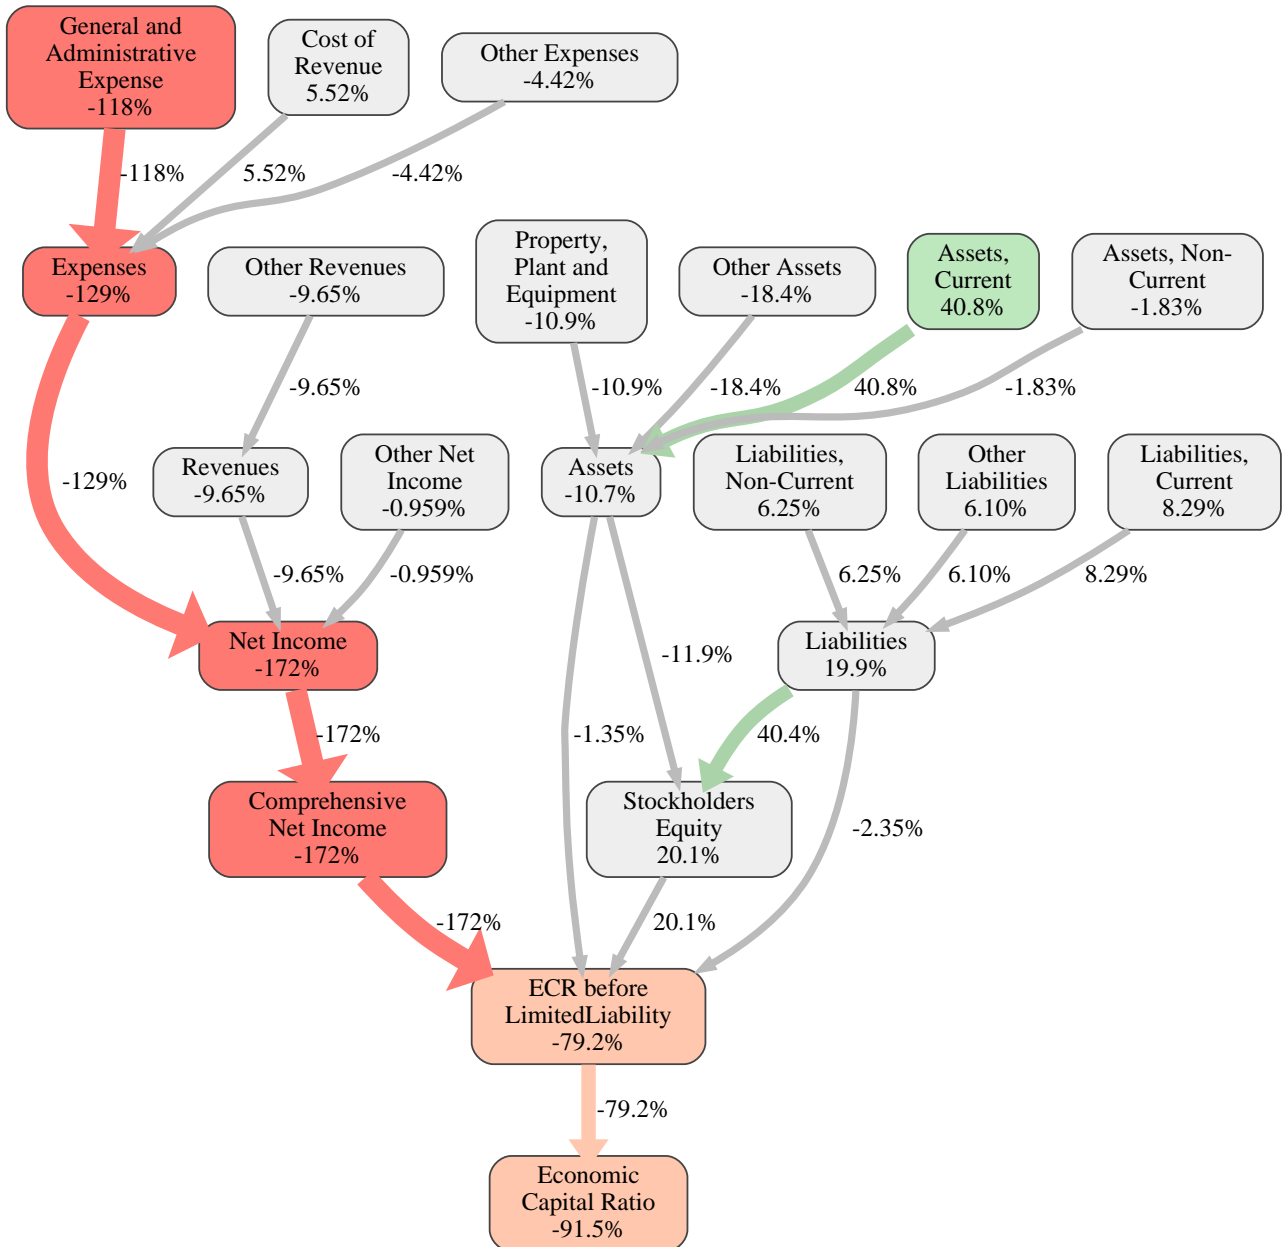 General and
Administrative
Expense
-118%
Cost of
Revenue
5.52%
Other Expenses
-4.42%
-118%
5.52%
-4.42%
Expenses
-129%
Other Revenues
-9.65%
Property,
Plant and
Equipment
-10.9%
Other Assets
-18.4%
Assets,
Current
40.8%
Assets, Non-
Current
-1.83%
-9.65%
-10.9%
-18.4%
40.8%
-1.83%
-129%
Revenues
-9.65%
Other Net
Income
-0.959%
Assets
-10.7%
Liabilities,
Non-Current
6.25%
Other
Liabilities
6.10%
Liabilities,
Current
8.29%
-9.65%
-0.959%
6.25%
6.10%
8.29%
Net Income
-172%
-11.9%
Liabilities
19.9%
-172%
-1.35%
40.4%
Comprehensive
Net Income
-172%
Stockholders
Equity
20.1%
-2.35%
-172%
20.1%
ECR before
LimitedLiability
-79.2%
-79.2%
Economic
Capital Ratio
-91.5%